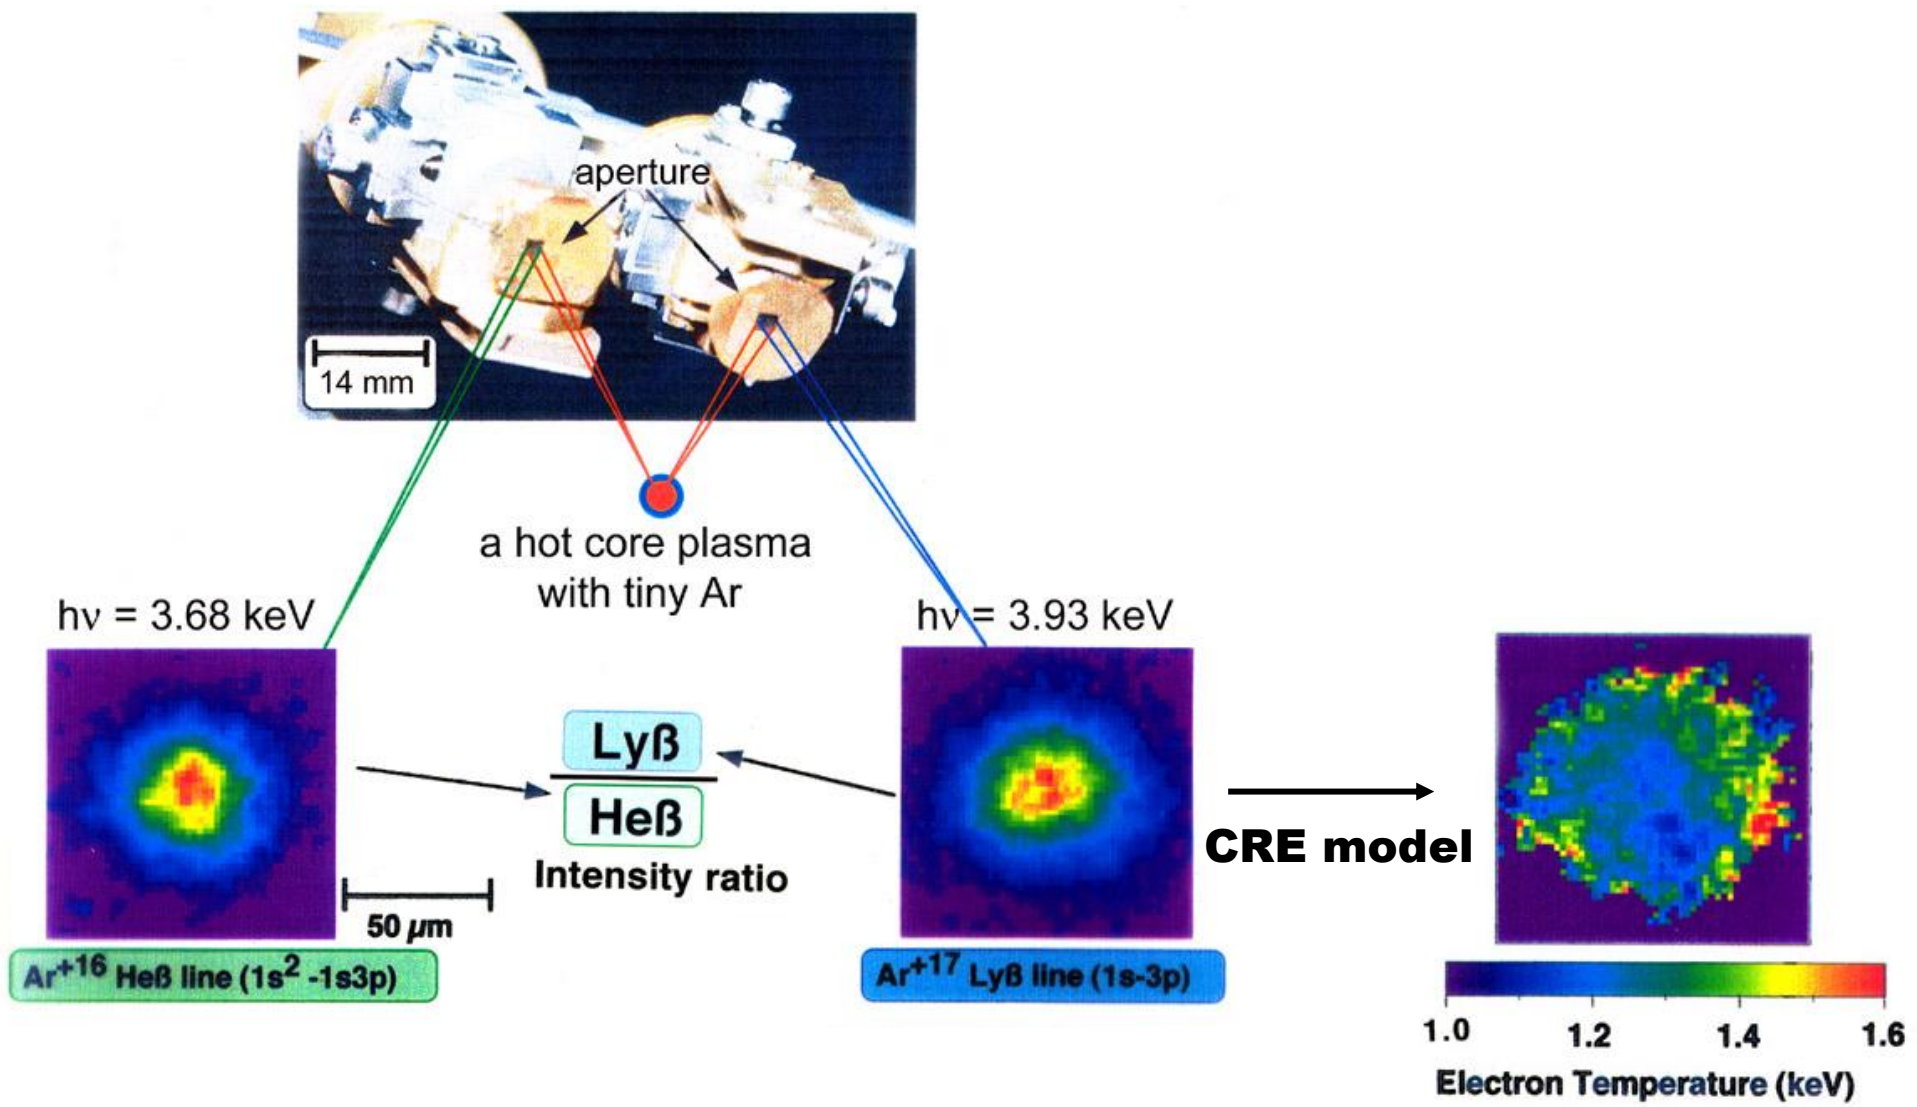 aperture
14 mm
a hot core plasma
with tiny Ar
hν = 3.68 keV
hν = 3.93 keV
Lyß
Heß
Intensity ratio
50 µm
CRE model
Ar+16 Heß line (1s2 -1s3p)
Ar+17 Lyß line (1s-3p)
1.0 1.2 1.4 1.6
Electron Temperature (keV)